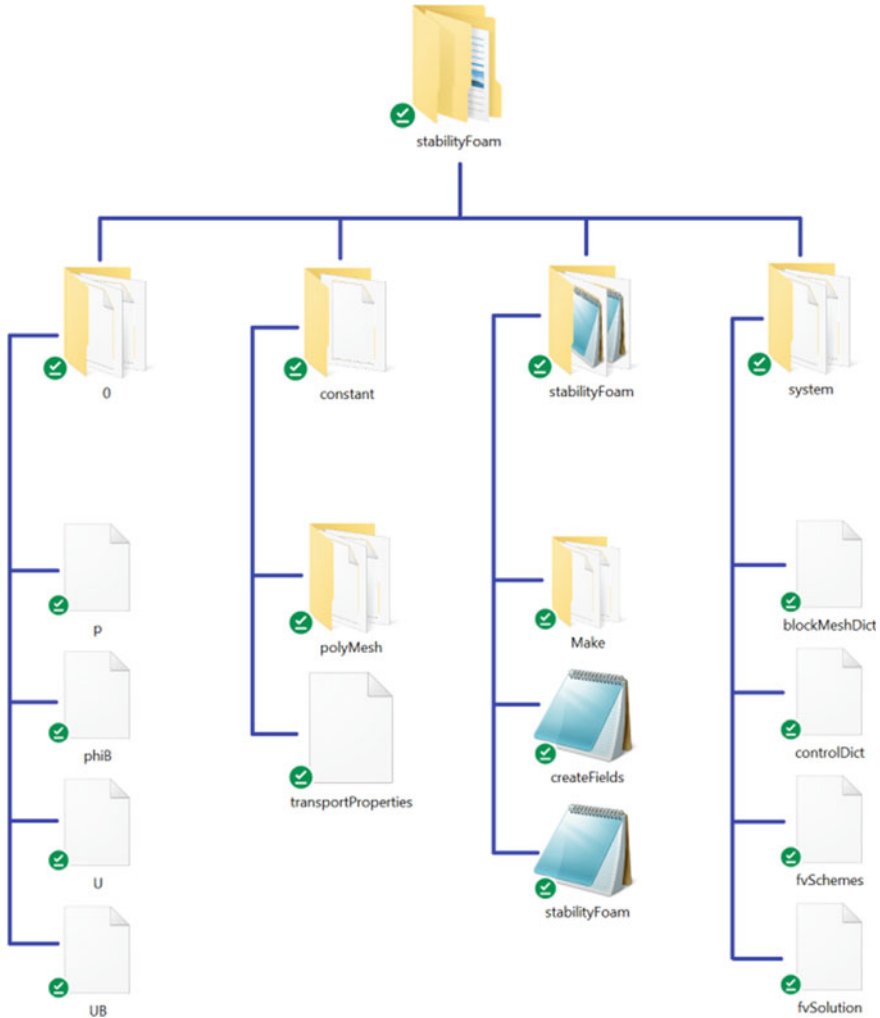 stabilityFoam
0
constant
stabilityFoam
system
p
phiB
U
UB
polyMesh
transportProperties
Make
createFields
stabilityFoam
blockMeshDict
controlDict
fvSchemes
fvSolution